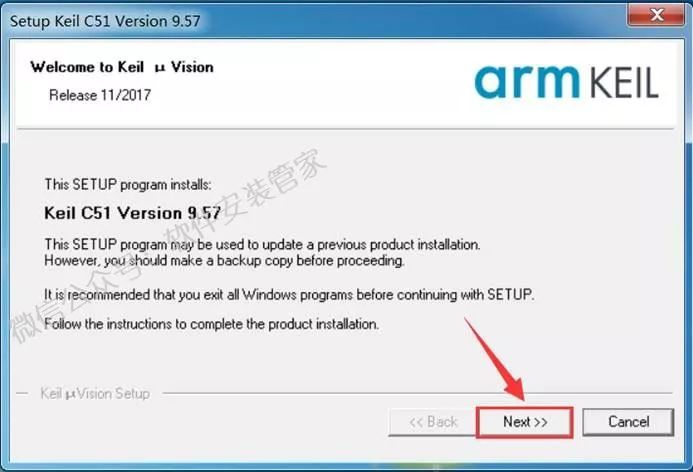 Setup Keil C51 Version 9.57
Welcome to Keil μ Vision
Release 11/2017
arm KEIL
This SETUP program installs:
Keil C51 Version 9.57
This SETUP program may be used to update a previous product installation.
However, you should make a backup copy before proceeding.
It is recommended that you exit all Windows programs before continuing with SETUP.
Follow the instructions to complete the product installation.
微信公众号：软件安装管家
Keil μVision Setup
<< Back
Next >>
Cancel